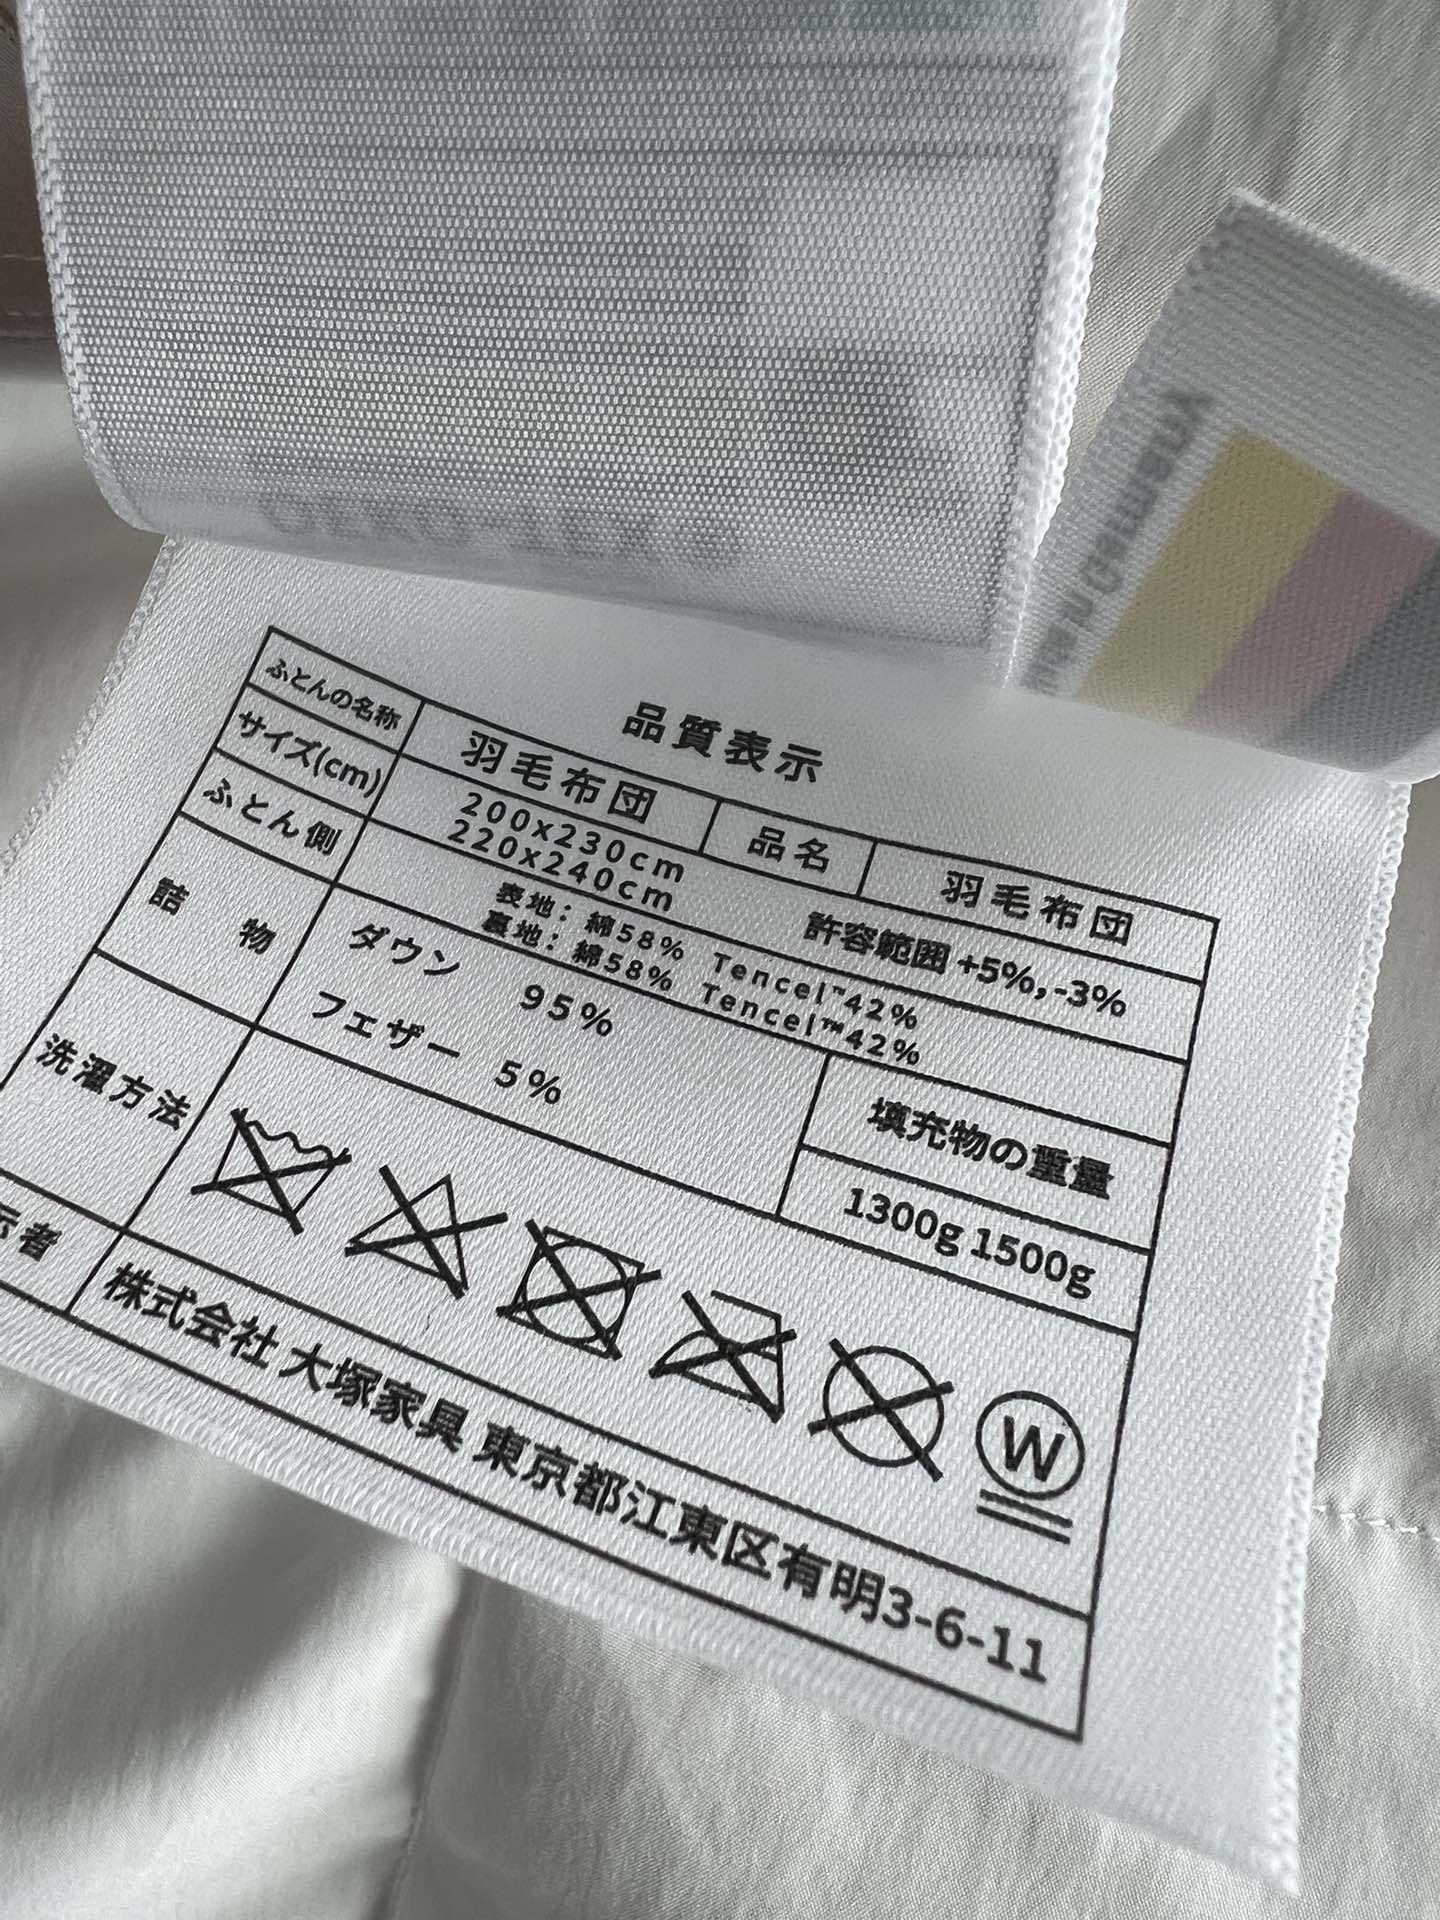 品質表示
ふとんの名称 羽毛布団 品名 羽毛布団
サイズ(cm) 200x230cm
220x240cm 許容範囲 +5%, -3%
ふとん側 表地: 綿58% Tencel™42%
裏地: 綿58% Tencel™42%
詰物 ダウン 95%
フェザー 5%
填充物の重量
1300g 1500g
洗濯方法
W
示者 株式会社 大塚家具 東京都江東区有明3-6-11